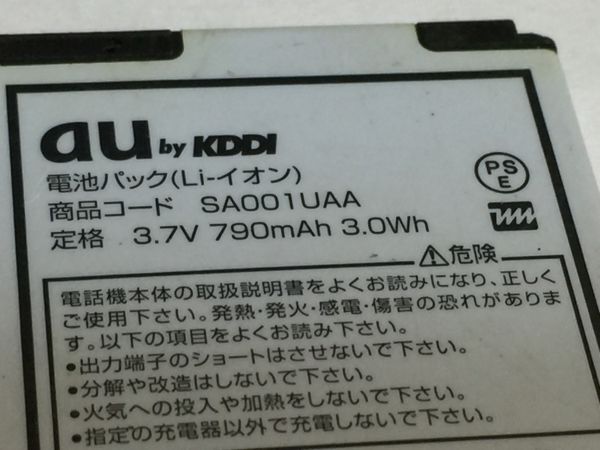 au by KDDI
電池パック(Li-イオン)
商品コード SA001UAA
定格 3.7V 790mAh 3.0Wh
PS
E
危険
電話機本体の取扱説明書をよくお読みになり、正しく
ご使用下さい。発熱・発火・感電・傷害の恐れがありま
す。以下の項目をよくお読み下さい。
•出力端子のショートはさせないで下さい。
•分解や改造はしないで下さい。
•火気への投入や加熱をしないで下さい。
•指定の充電器以外で充電しないで下さい。